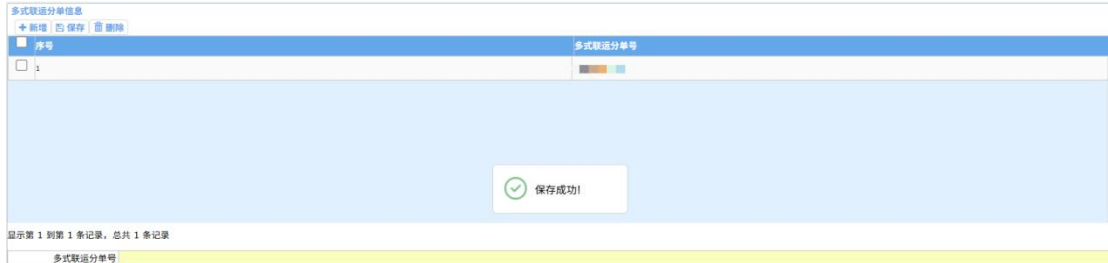 多式联运分单信息
新增 保存 删除
序号 多式联运分单号
1
保存成功!
显示第 1 到第 1 条记录，总共 1 条记录
多式联运分单号